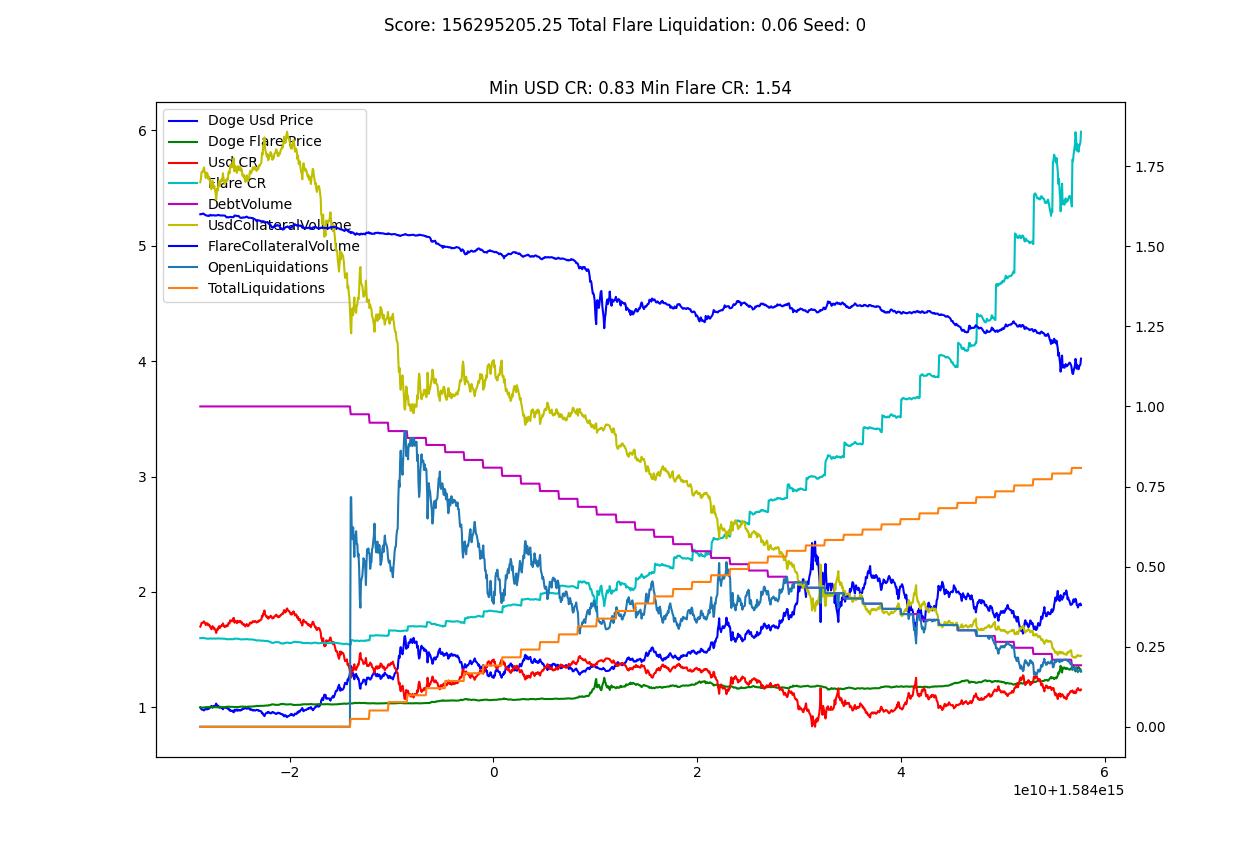 Score: 156295205.25 Total Flare Liquidation: 0.06 Seed: 0
Min USD CR: 0.83 Min Flare CR: 1.54
Doge Usd Price
Doge Flare Price
Usd CR
Flare CR
DebtVolume
UsdCollateralVolume
FlareCollateralVolume
OpenLiquidations
TotalLiquidations
6
5
4
3
2
1
1.75
1.50
1.25
1.00
0.75
0.50
0.25
0.00
−2 0 2 4 6
1e10+1.584e15